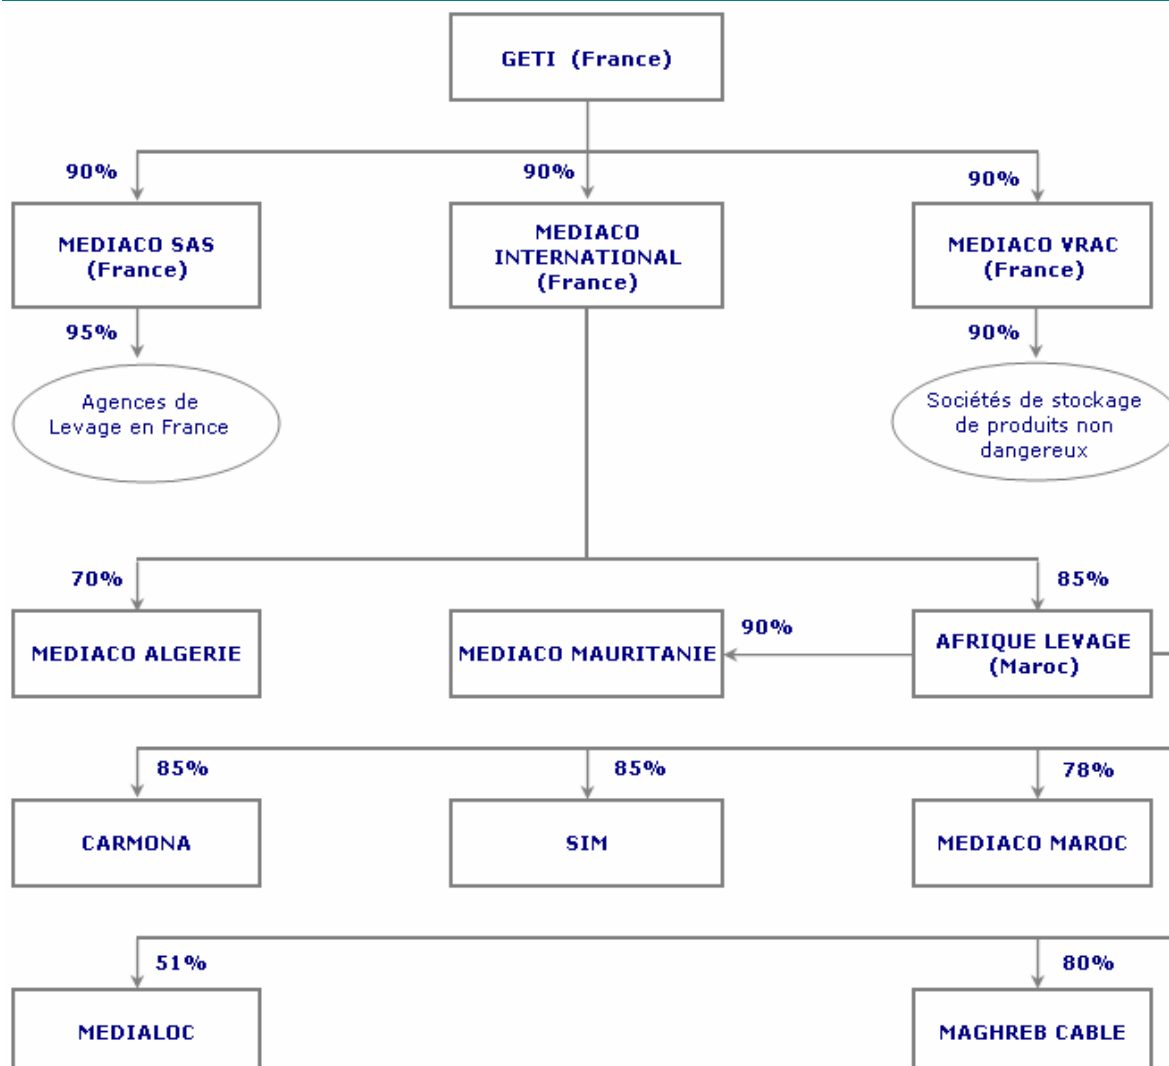 GETI (France)
90%
90%
90%
MEDIACO SAS
(France)
MEDIACO
INTERNATIONAL
(France)
MEDIACO VRAC
(France)
95%
90%
Agences de
Levage en France
Sociétés de stockage
de produits non
dangereux
70%
85%
MEDIACO ALGERIE
MEDIACO MAURITANIE
90%
AFRIQUE LEVAGE
(Maroc)
85%
85%
78%
CARMONA
SIM
MEDIACO MAROC
51%
80%
MEDIALOC
MAGHREB CABLE